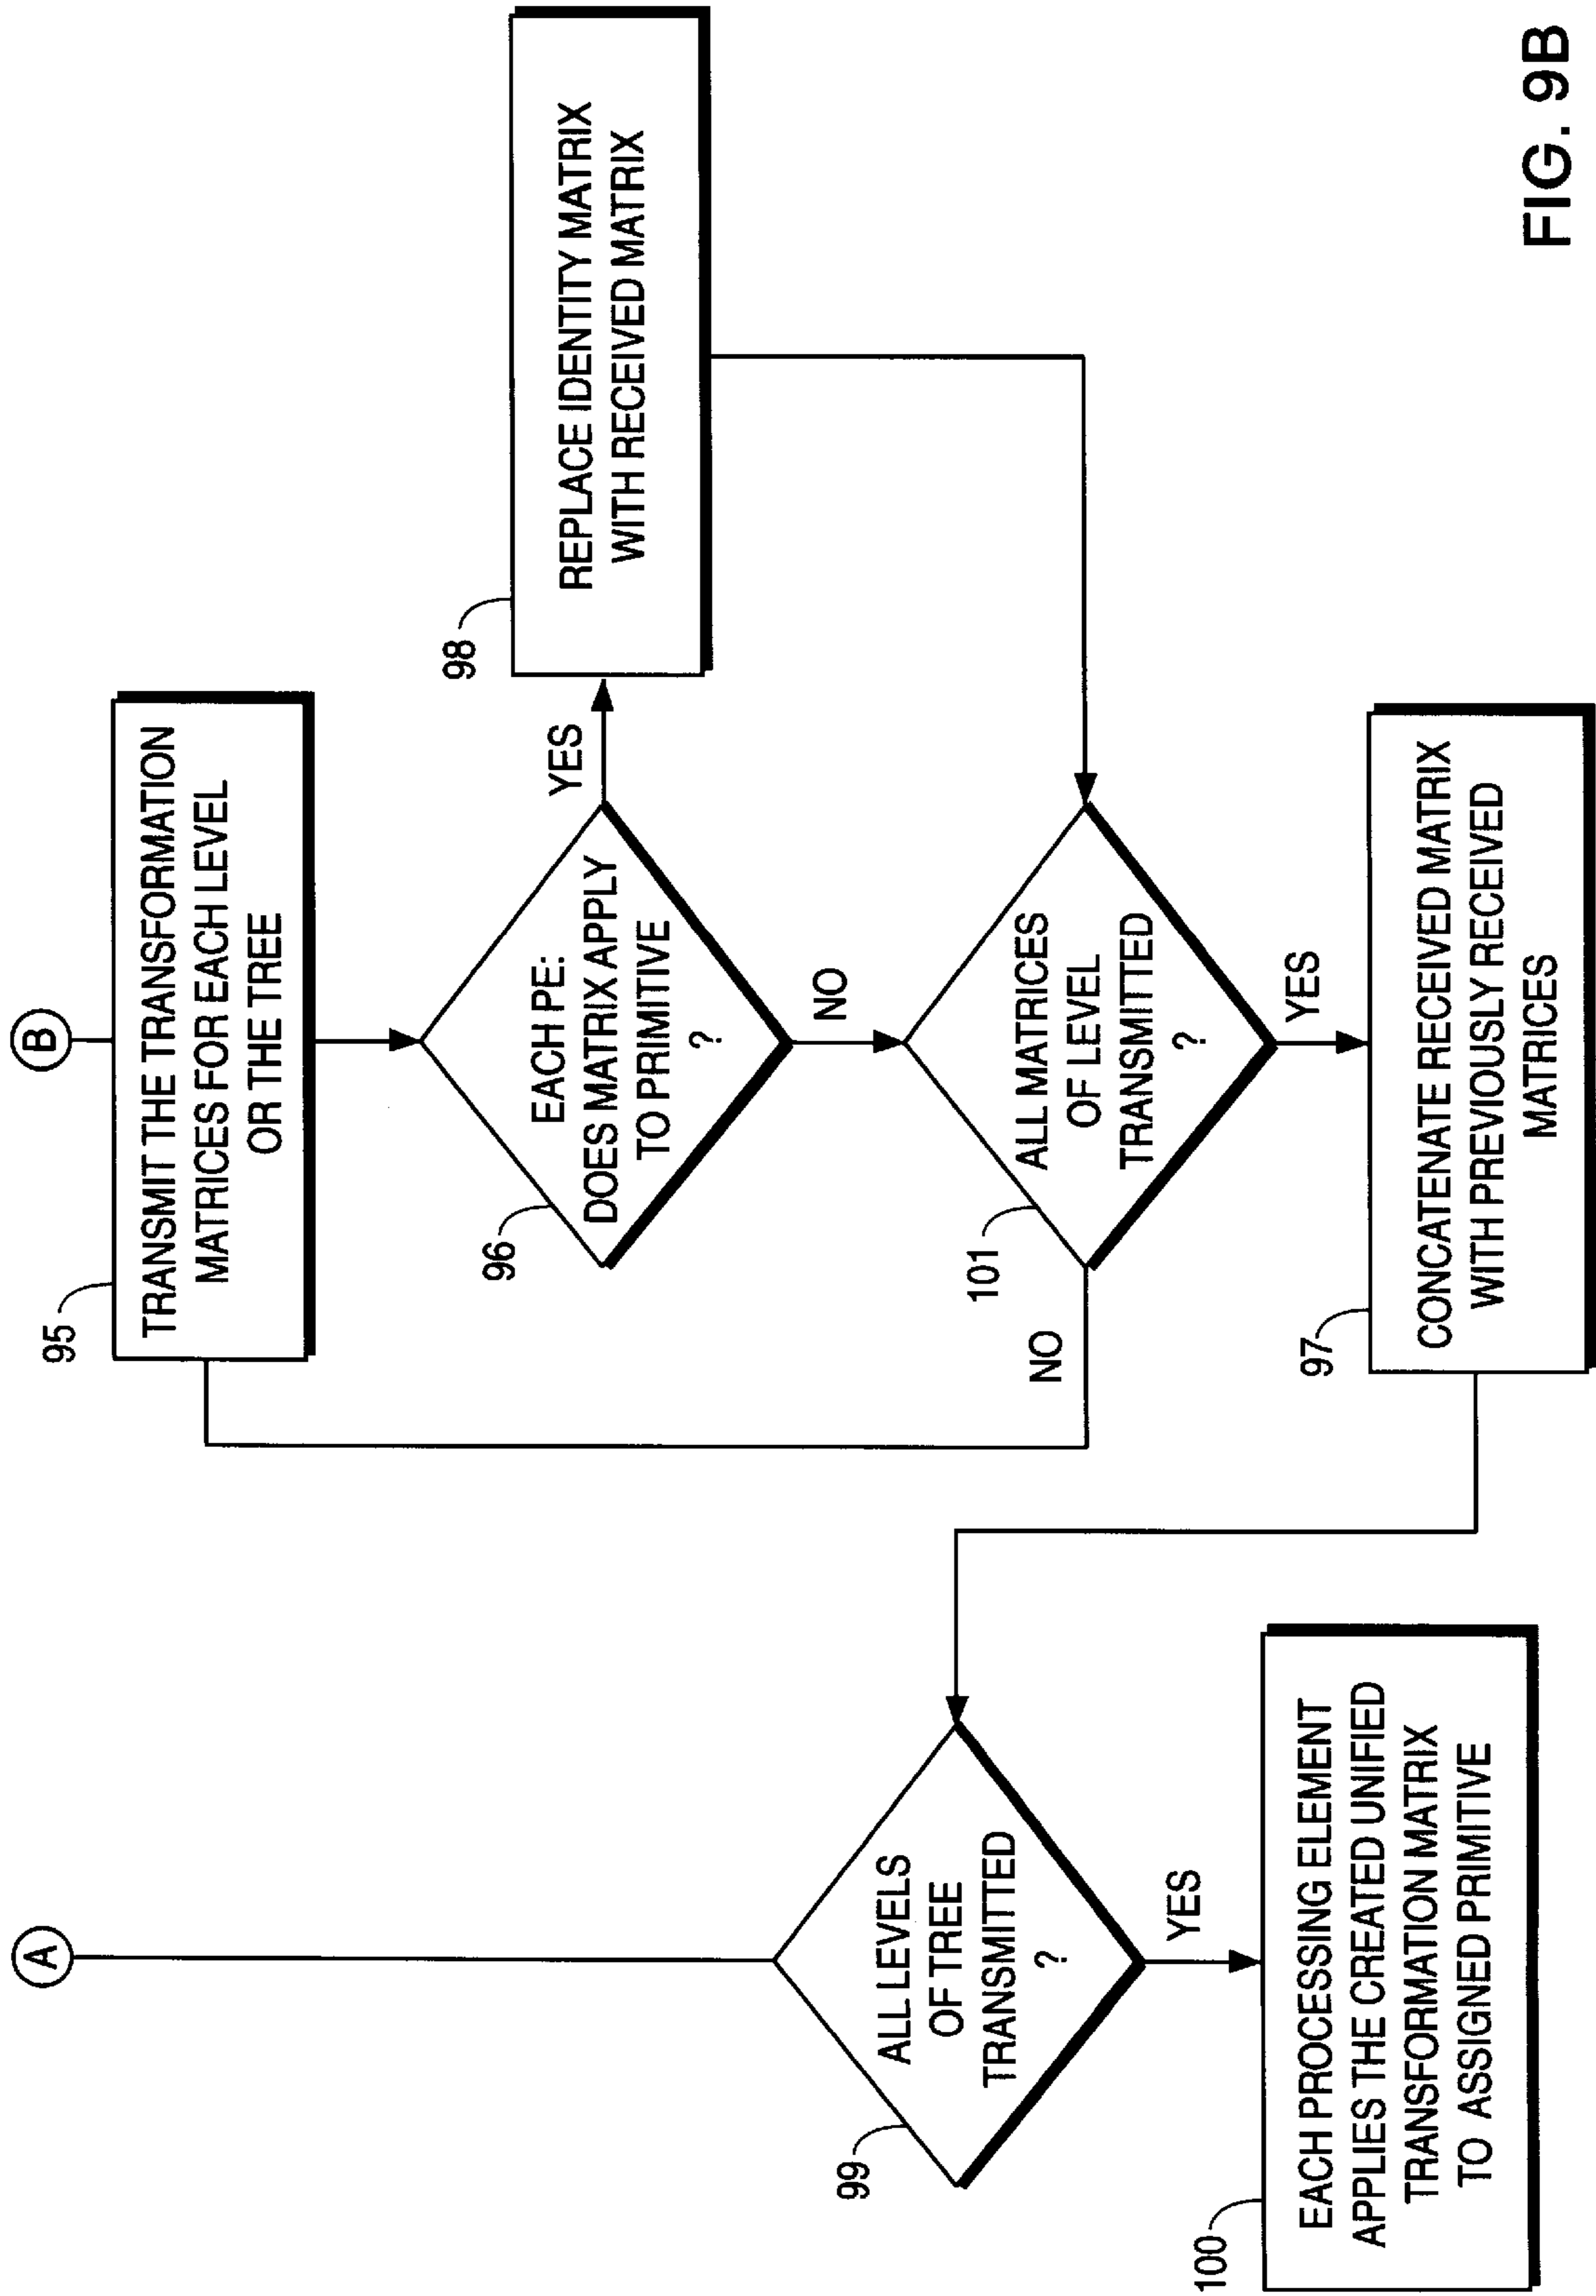 A
B
95
TRANSMIT THE TRANSFORMATION
MATRICES FOR EACH LEVEL
OR THE TREE
96
EACH PE:
DOES MATRIX APPLY
TO PRIMITIVE
?
YES
98
REPLACE IDENTITY MATRIX
WITH RECEIVED MATRIX
NO
101
ALL MATRICES
OF LEVEL
TRANSMITTED
?
NO
YES
97
CONCATENATE RECEIVED MATRIX
WITH PREVIOUSLY RECEIVED
MATRICES
99
ALL LEVELS
OF TREE
TRANSMITTED
?
YES
100
EACH PROCESSING ELEMENT
APPLIES THE CREATED UNIFIED
TRANSFORMATION MATRIX
TO ASSIGNED PRIMITIVE
FIG. 9B